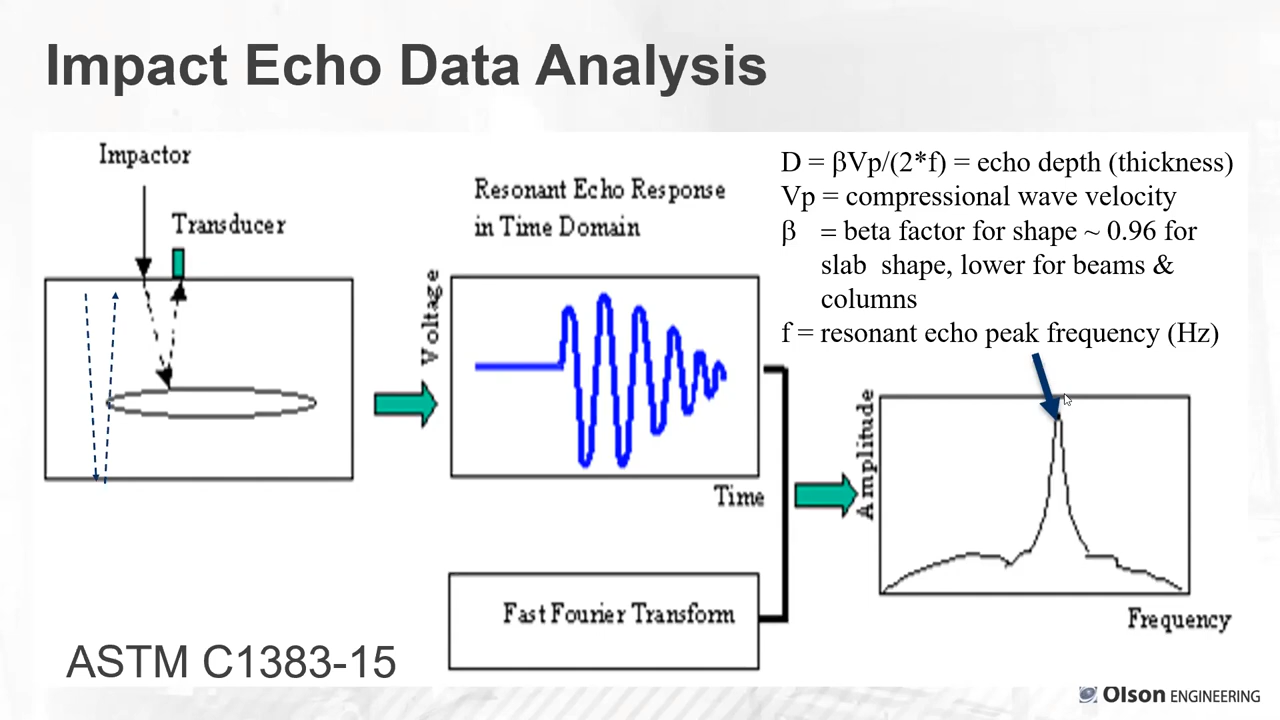 Impact Echo Data Analysis
Impactor
Transducer
Resonant Echo Response
in Time Domain
Voltage
Time
Fast Fourier Transform
D = βVp/(2*f) = echo depth (thickness)
Vp = compressional wave velocity
β = beta factor for shape ~ 0.96 for
slab shape, lower for beams &
columns
f = resonant echo peak frequency (Hz)
Amplitude
Frequency
ASTM C1383-15
Olson ENGINEERING